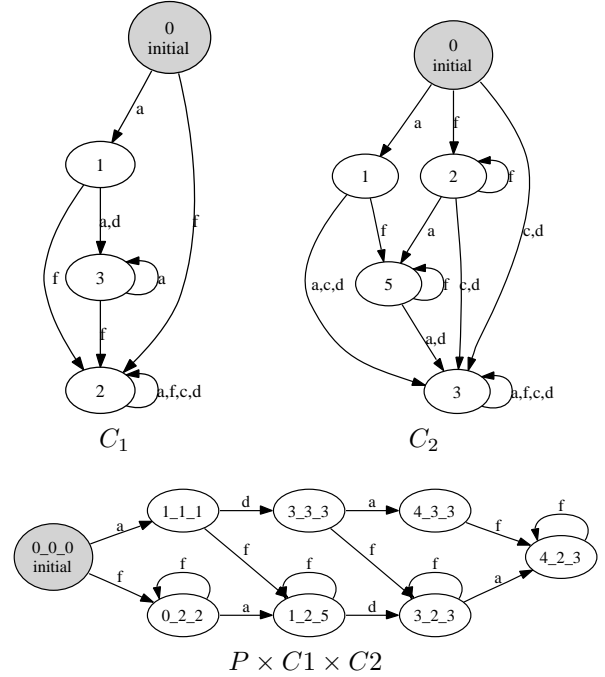 0
initial
a
1
a,d
f
f
3
a
f
2
a,f,c,d
C1
0
initial
a
f
c,d
1
2
f
f
a
a,c,d
5
f
c,d
a,d
3
a,f,c,d
C2
0_0_0
initial
a
f
1_1_1
d
3_3_3
a
4_3_3
f
f
f
f
4_2_3
f
0_2_2
a
f
1_2_5
d
f
3_2_3
a
P × C1 × C2